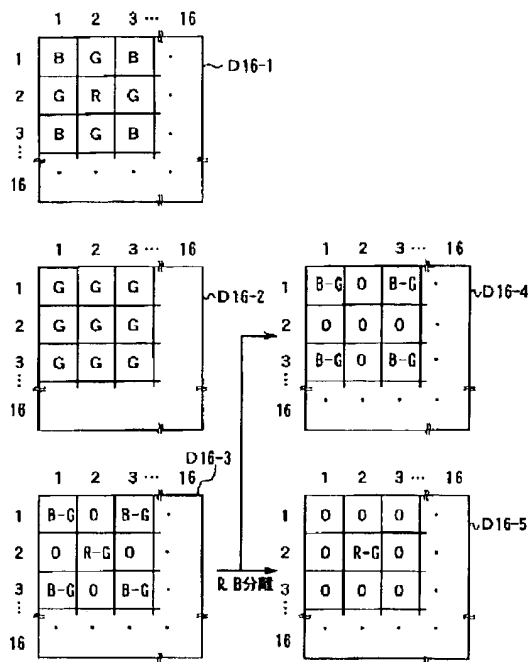 1 2 3 ··· 16
1 B G B ·
2 G R G ·
3 B G B ·
⋮
16 · · · ·
D16-1
1 2 3 ··· 16
1 G G G
2 G G G
3 G G G
⋮
16
D16-2
1 2 3 ··· 16
1 B-G 0 B-G ·
2 0 0 0 ·
3 B-G 0 B-G ·
⋮
16 · · · ·
D16-4
D16-3
1 2 3 ··· 16
1 B-G 0 B-G ·
2 0 R-G 0 ·
3 B-G 0 B-G ·
⋮
16 · · · ·
R,B分離
1 2 3 ··· 16
1 0 0 0 ·
2 0 R-G 0 ·
3 0 0 0 ·
⋮
16 · · · ·
D16-5